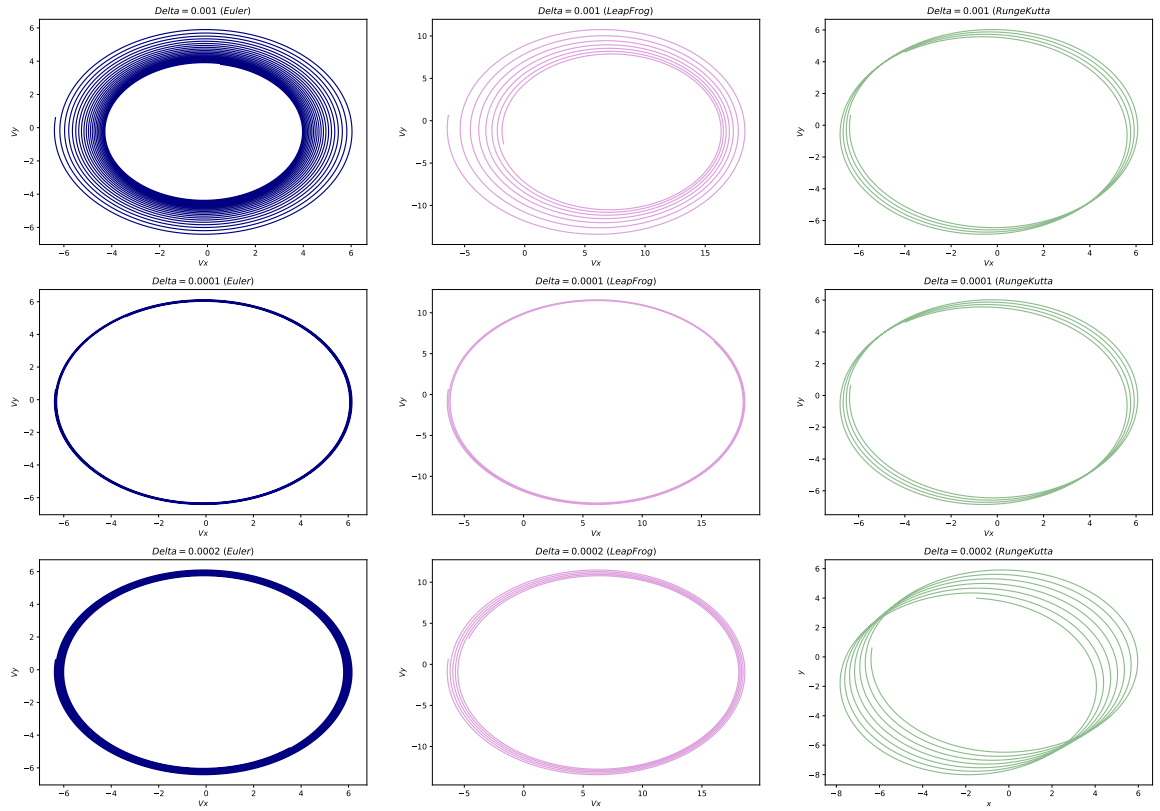 Delta = 0.001 (Euler)
6
4
2
0
−2
−4
−6
Vy
−6 −4 −2 0 2 4 6
Vx
Delta = 0.001 (LeapFrog)
10
5
0
−5
−10
Vy
−5 0 5 10 15
Vx
Delta = 0.001 (RungeKutta
6
4
2
0
−2
−4
−6
Vy
−6 −4 −2 0 2 4 6
Vx
Delta = 0.0001 (Euler)
6
4
2
0
−2
−4
−6
Vy
−6 −4 −2 0 2 4 6
Vx
Delta = 0.0001 (LeapFrog)
10
5
0
−5
−10
Vy
−5 0 5 10 15
Vx
Delta = 0.0001 (RungeKutta
6
4
2
0
−2
−4
−6
Vy
−6 −4 −2 0 2 4 6
Vx
Delta = 0.0002 (Euler)
6
4
2
0
−2
−4
−6
Vy
−6 −4 −2 0 2 4 6
Vx
Delta = 0.0002 (LeapFrog)
10
5
0
−5
−10
Vy
−5 0 5 10 15
Vx
Delta = 0.0002 (RungeKutta
6
4
2
0
−2
−4
−6
−8
y
−8 −6 −4 −2 0 2 4 6
x